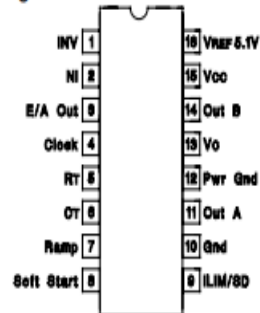 INV 1 16 VREF 5.1V
NI 2 15 Vcc
E/A Out 3 14 Out B
Clock 4 13 Vc
RT 5 12 Pwr Gnd
CT 6 11 Out A
Ramp 7 10 Gnd
Soft Start 8 9 ILIM/SD